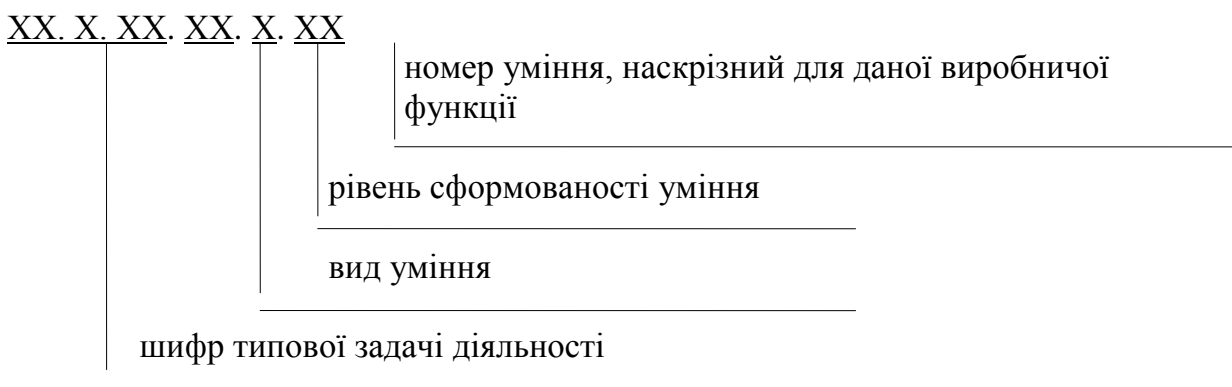 ХХ. Х. ХХ. ХХ. Х. ХХ
номер уміння, наскрізний для даної виробничої
функції
рівень сформованості уміння
вид уміння
шифр типової задачі діяльності